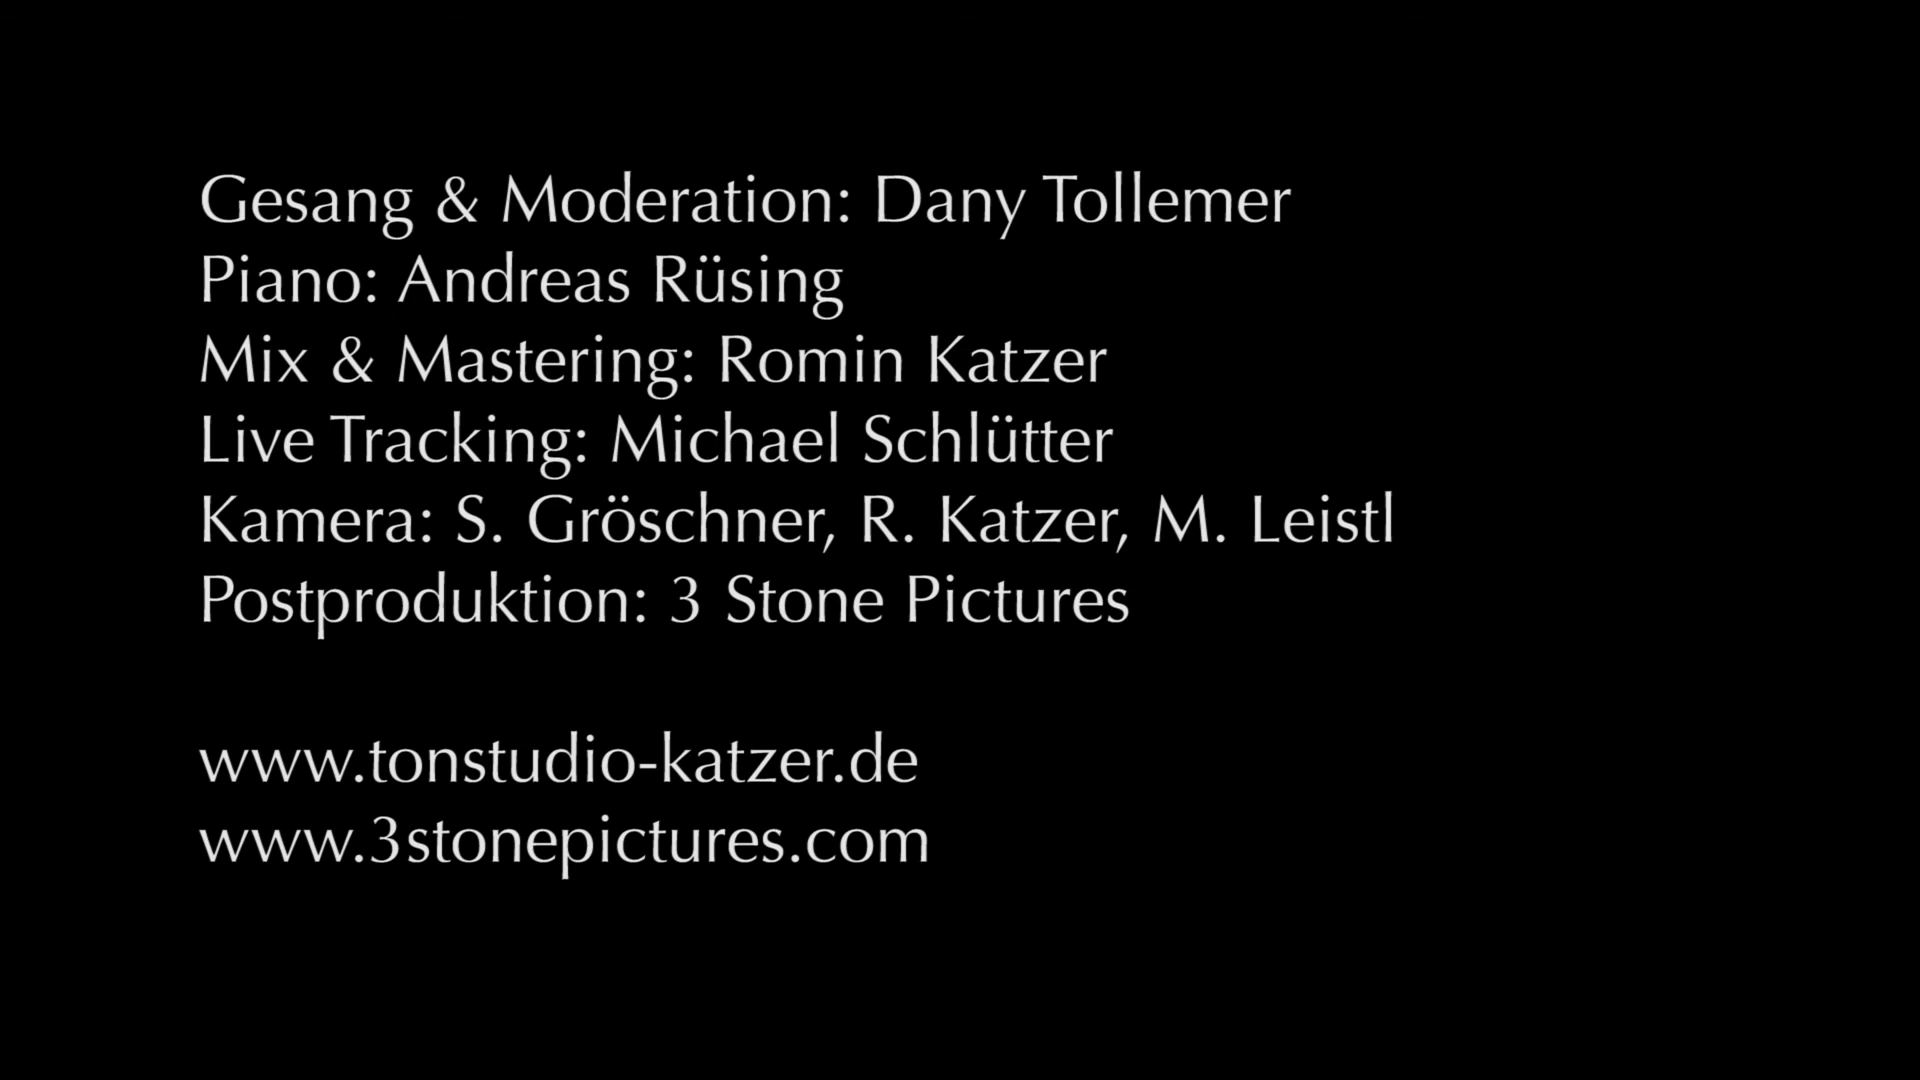 Gesang & Moderation: Dany Tollemer
Piano: Andreas Rüsing
Mix & Mastering: Romin Katzer
Live Tracking: Michael Schlütter
Kamera: S. Gröschner, R. Katzer, M. Leistl
Postproduktion: 3 Stone Pictures
www.tonstudio-katzer.de
www.3stonepictures.com